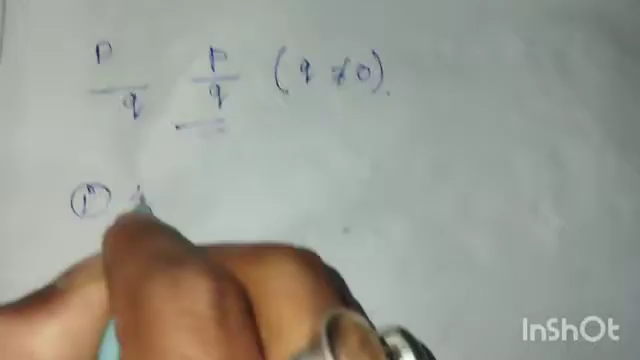 p p (q ≠ 0).
q q
InShOt